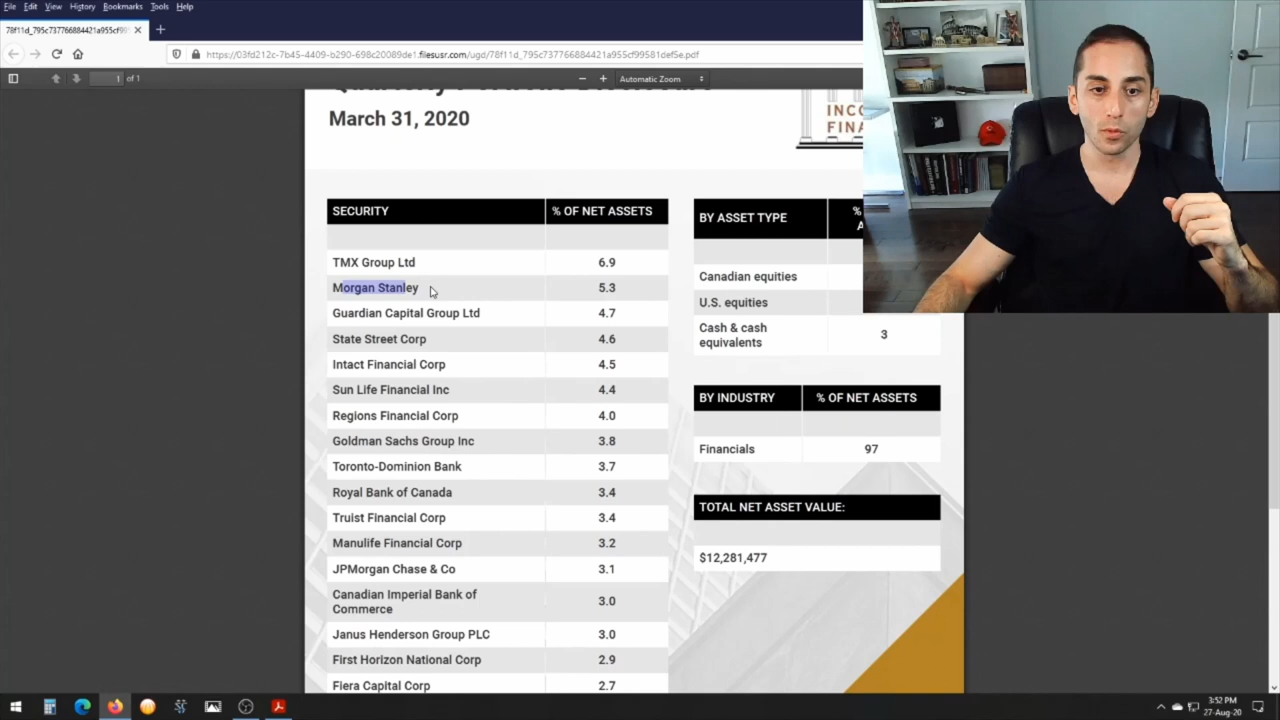 File Edit View History Bookmarks Tools Help
78f11d_795c737766884421a955cf99
https://03fd212c-7b45-4409-b290-698c20089de1.filesusr.com/ugd/78f11d_795c737766884421a955cf99581def5e.pdf
1 of 1
Automatic Zoom
March 31, 2020
SECURITY % OF NET ASSETS
TMX Group Ltd 6.9
Morgan Stanley 5.3
Guardian Capital Group Ltd 4.7
State Street Corp 4.6
Intact Financial Corp 4.5
Sun Life Financial Inc 4.4
Regions Financial Corp 4.0
Goldman Sachs Group Inc 3.8
Toronto-Dominion Bank 3.7
Royal Bank of Canada 3.4
Truist Financial Corp 3.4
Manulife Financial Corp 3.2
JPMorgan Chase & Co 3.1
Canadian Imperial Bank of
Commerce 3.0
Janus Henderson Group PLC 3.0
First Horizon National Corp 2.9
Fiera Capital Corp 2.7
INCO
FINA
BY ASSET TYPE %
A
Canadian equities
U.S. equities
Cash & cash
equivalents 3
BY INDUSTRY % OF NET ASSETS
Financials 97
TOTAL NET ASSET VALUE:
$12,281,477
3:52 PM
27-Aug-20